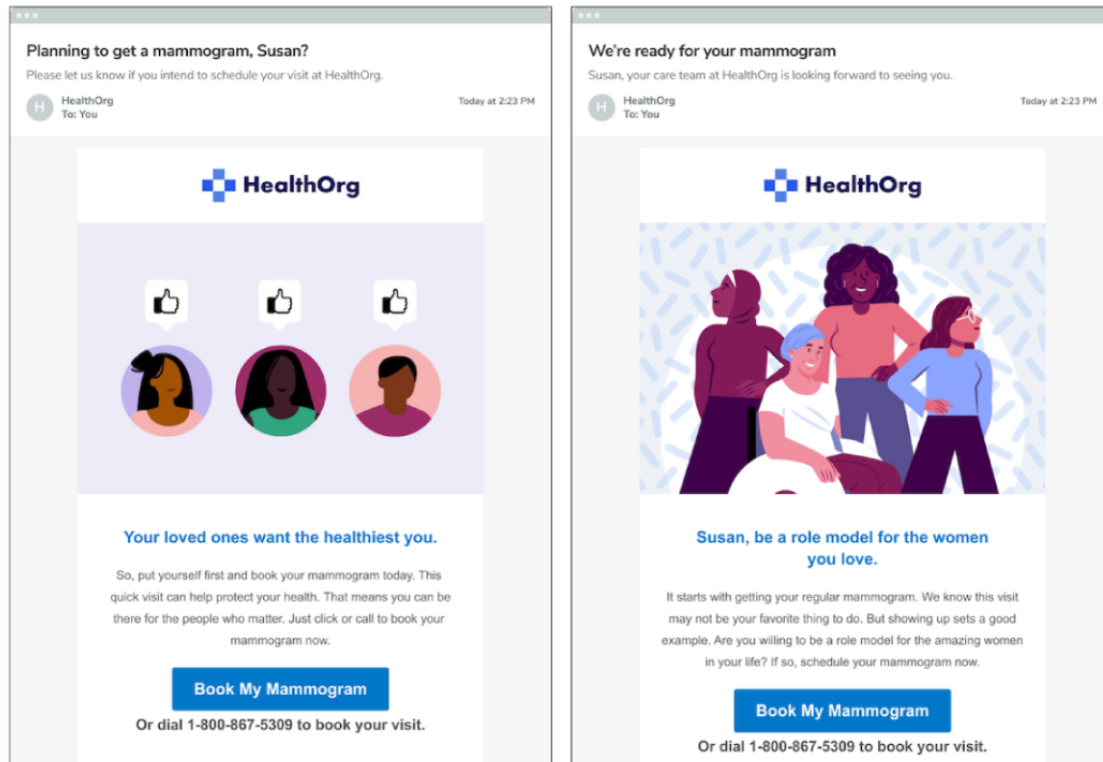 Planning to get a mammogram, Susan?
Please let us know if you intend to schedule your visit at HealthOrg.
H
HealthOrg
To: You
Today at 2:23 PM
HealthOrg
Your loved ones want the healthiest you.
So, put yourself first and book your mammogram today. This
quick visit can help protect your health. That means you can be
there for the people who matter. Just click or call to book your
mammogram now.
Book My Mammogram
Or dial 1-800-867-5309 to book your visit.
We're ready for your mammogram
Susan, your care team at HealthOrg is looking forward to seeing you.
H
HealthOrg
To: You
Today at 2:23 PM
HealthOrg
Susan, be a role model for the women
you love.
It starts with getting your regular mammogram. We know this visit
may not be your favorite thing to do. But showing up sets a good
example. Are you willing to be a role model for the amazing women
in your life? If so, schedule your mammogram now.
Book My Mammogram
Or dial 1-800-867-5309 to book your visit.